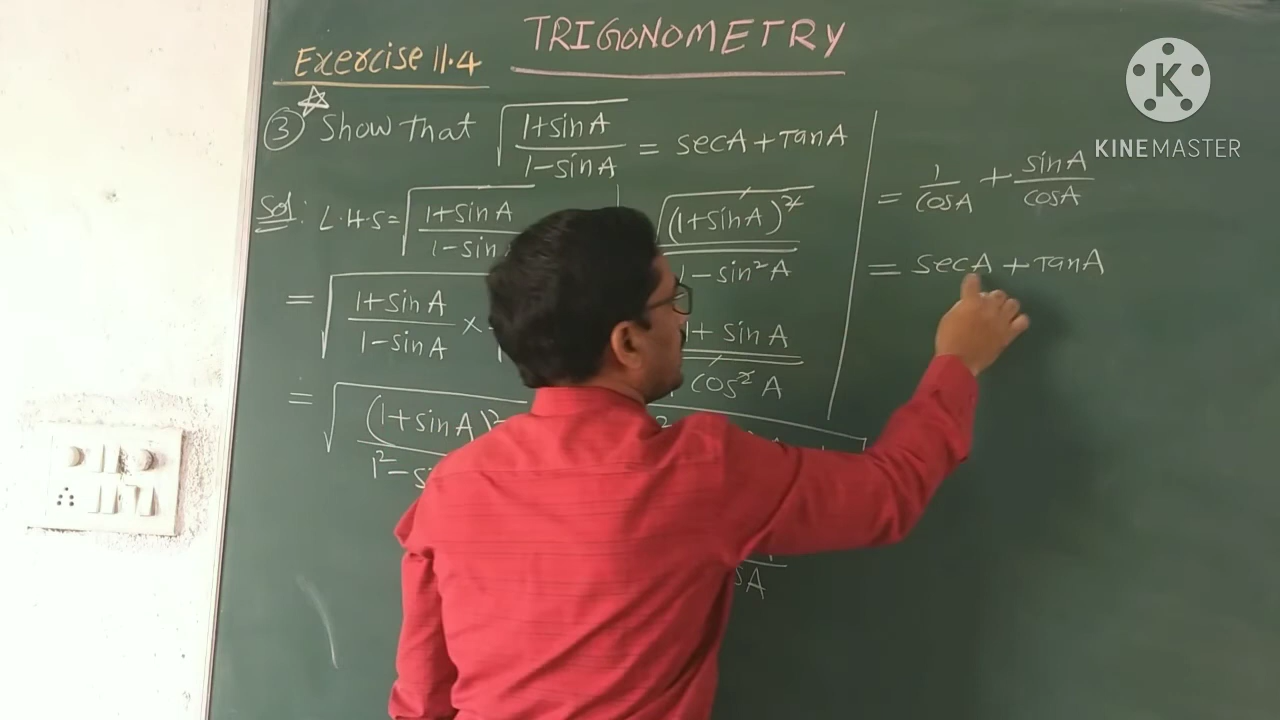 TRIGONOMETRY
Exercise 11.4
③ Show that √((1+sinA)/(1-sinA)) = secA + TanA
Sol: L.H.S = √((1+sinA)/(1-sin
= √((1+sinA)/(1-sinA) ×
= √((1+sinA)²/(1²-s
√((1+sinA)²/(1-sin²A
1+ sinA
cos²A
sA
= 1/cosA + sinA/cosA
= secA + TanA
K
KINEMASTER